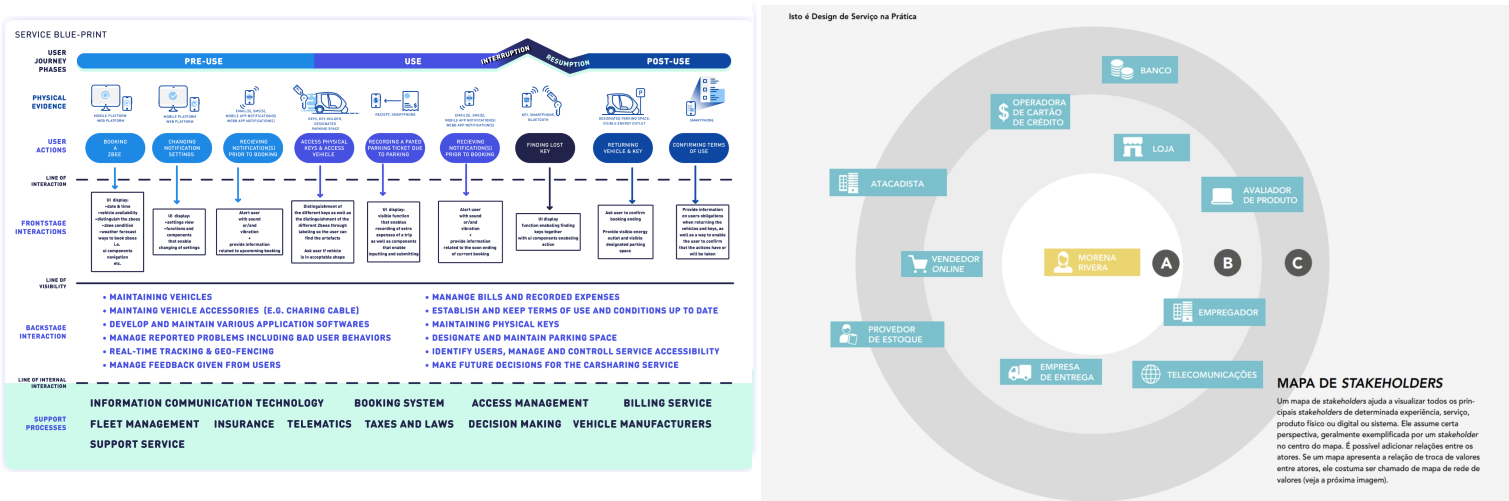 SERVICE BLUE-PRINT
USER
JOURNEY
PHASES
PRE-USE
USE
INTERRUPTION
RESUMPTION
POST-USE
PHYSICAL
EVIDENCE
MOBILE PLATFORM
WEB PLATFORM
MOBILE PLATFORM
WEB PLATFORM
KEYS, KEY-HOLDER,
DESIGNATED
PARKING SPACE
RECEIPT, SMARTPHONE
KEY, SMARTPHONE,
BLUETOOTH
DESIGNATED PARKING SPACE,
VISIBLE ENERGY OUTLET
SMARTPHONE
USER
ACTIONS
BOOKING
A
ZBEE
CHANGING
NOTIFICATION
SETTINGS
RECIEVING
NOTIFICATION(S)
PRIOR TO BOOKING
ACCESS PHYSICAL
KEYS & ACCESS
VEHICLE
RECORDING A PAYED
PARKING TICKET DUE
TO PARKING
RECIEVING
NOTIFICATION(S)
PRIOR TO BOOKING
FINDING LOST
KEY
RETURNING
VEHICLE & KEY
CONFIRMING TERMS
OF USE
LINE OF
INTERACTION
FRONTSTAGE
INTERACTIONS
UI display:
•date & time
•vehicle availability
•distinguish the zbees
•zbee condition
•weather forecast
ways to book zbees
i.e.
ui components
navigation
etc.
UI display:
•settings view
•functions and
components
that enable
changing of settings
Alert user
with sound
or/and
vibration
+
provide information
related to upcomming booking
Distinguishment of
the different keys as well as
the distinguishment of the
different Zbees through
labeling so the user can
find the artefacts
Ask user if vehicle
is in acceptable shape
UI display:
visible function
that enables
recording of extra
expenses of a trip
as well as components
that enable
inputting and submitting
Alert user
with sound
or/and
vibration
+
provide information
related to the soon ending
of current booking
UI display
function enabeling finding
keys together
with ui components enabeling
action
Ask user to confirm
booking ending
Provide visible energy
outlet and visible
designated parking
space
Provide information
on users obligations
when returning the
vehicles and keys, as
well as a way to enable
the user to confirm
that the actions have or
will be taken
LINE OF
VISIBILITY
BACKSTAGE
INTERACTION
• MAINTAINING VEHICLES
• MAINTAING VEHICLE ACCESSORIES (E.G. CHARING CABLE)
• DEVELOP AND MAINTAIN VARIOUS APPLICATION SOFTWARES
• MANAGE REPORTED PROBLEMS INCLUDING BAD USER BEHAVIORS
• REAL-TIME TRACKING & GEO-FENCING
• MANAGE FEEDBACK GIVEN FROM USERS
• MANANGE BILLS AND RECORDED EXPENSES
• ESTABLISH AND KEEP TERMS OF USE AND CONDITIONS UP TO DATE
• MAINTAINING PHYSICAL KEYS
• DESIGNATE AND MAINTAIN PARKING SPACE
• IDENTIFY USERS, MANAGE AND CONTROLL SERVICE ACCESSIBILITY
• MAKE FUTURE DECISIONS FOR THE CARSHARING SERVICE
LINE OF INTERNAL
INTERACTION
SUPPORT
PROCESSES
INFORMATION COMMUNICATION TECHNOLOGY BOOKING SYSTEM ACCESS MANAGEMENT BILLING SERVICE
FLEET MANAGEMENT INSURANCE TELEMATICS TAXES AND LAWS DECISION MAKING VEHICLE MANUFACTURERS
SUPPORT SERVICE
Isto é Design de Serviço na Prática
BANCO
OPERADORA
DE CARTÃO
DE CRÉDITO
LOJA
ATACADISTA
AVALIADOR
DE PRODUTO
VENDEDOR
ONLINE
MORENA
RIVERA
A
B
C
EMPREGADOR
PROVEDOR
DE ESTOQUE
EMPRESA
DE ENTREGA
TELECOMUNICAÇÕES
MAPA DE STAKEHOLDERS
Um mapa de stakeholders ajuda a visualizar todos os prin-
cipais stakeholders de determinada experiência, serviço,
produto físico ou digital ou sistema. Ele assume certa
perspectiva, geralmente exemplificada por um stakeholder
no centro do mapa. É possível adicionar relações entre os
atores. Se um mapa apresenta a relação de troca de valores
entre atores, ele costuma ser chamado de mapa de rede de
valores (veja a próxima imagem).